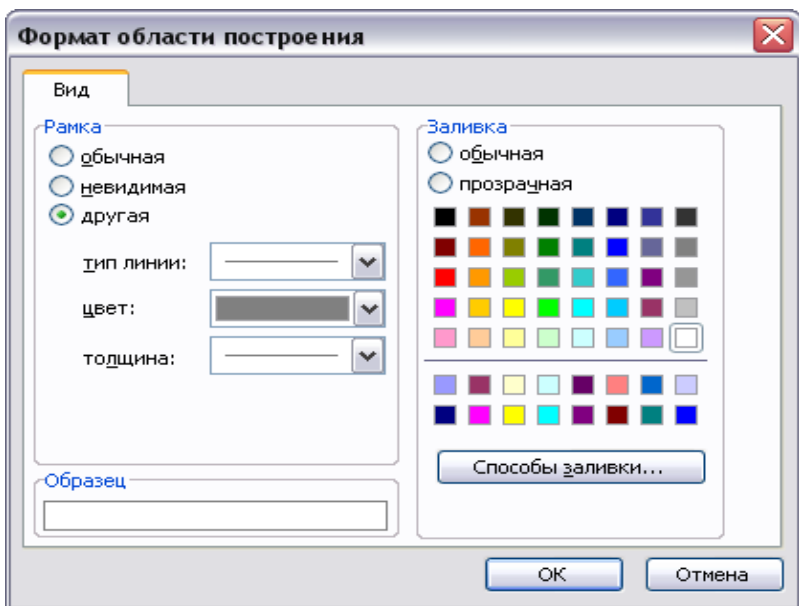 Формат области построения
Вид
Рамка
обычная
невидимая
другая
тип линии:
цвет:
толщина:
Образец
Заливка
обычная
прозрачная
Способы заливки...
ОК
Отмена